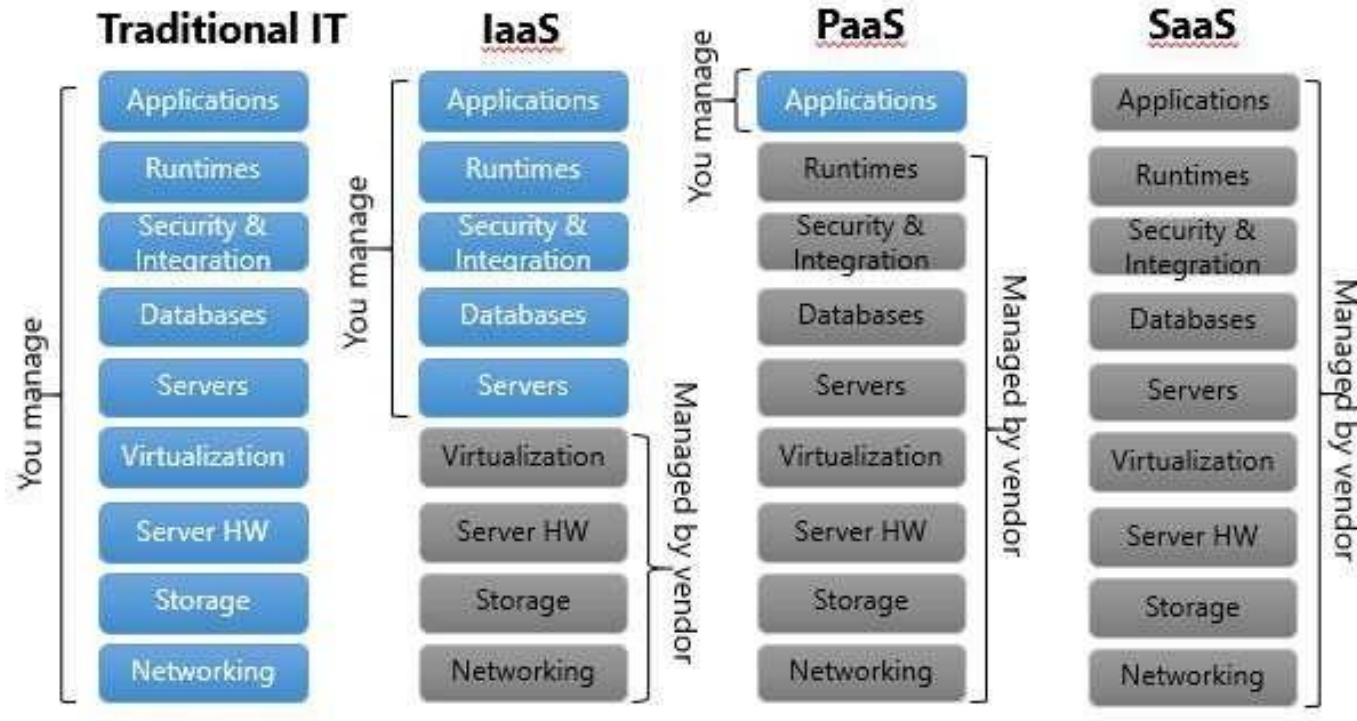 Traditional IT
IaaS
PaaS
SaaS
You manage
Applications
Runtimes
Security &
Integration
Databases
Servers
Virtualization
Server HW
Storage
Networking
You manage
Applications
Runtimes
Security &
Integration
Databases
Servers
Virtualization
Server HW
Storage
Networking
Managed by vendor
You manage
Applications
Runtimes
Security &
Integration
Databases
Servers
Virtualization
Server HW
Storage
Networking
Managed by vendor
Applications
Runtimes
Security &
Integration
Databases
Servers
Virtualization
Server HW
Storage
Networking
Managed by vendor